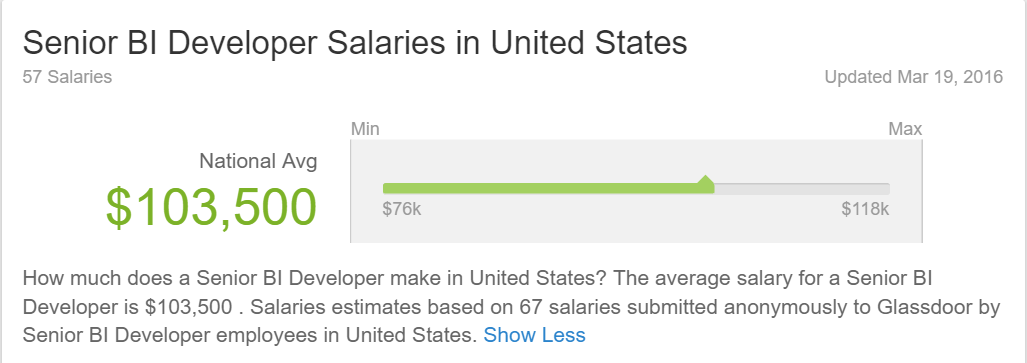 Senior BI Developer Salaries in United States
57 Salaries
Updated Mar 19, 2016
Min
Max
National Avg
$103,500
$76k
$118k
How much does a Senior BI Developer make in United States? The average salary for a Senior BI
Developer is $103,500 . Salaries estimates based on 67 salaries submitted anonymously to Glassdoor by
Senior BI Developer employees in United States. Show Less